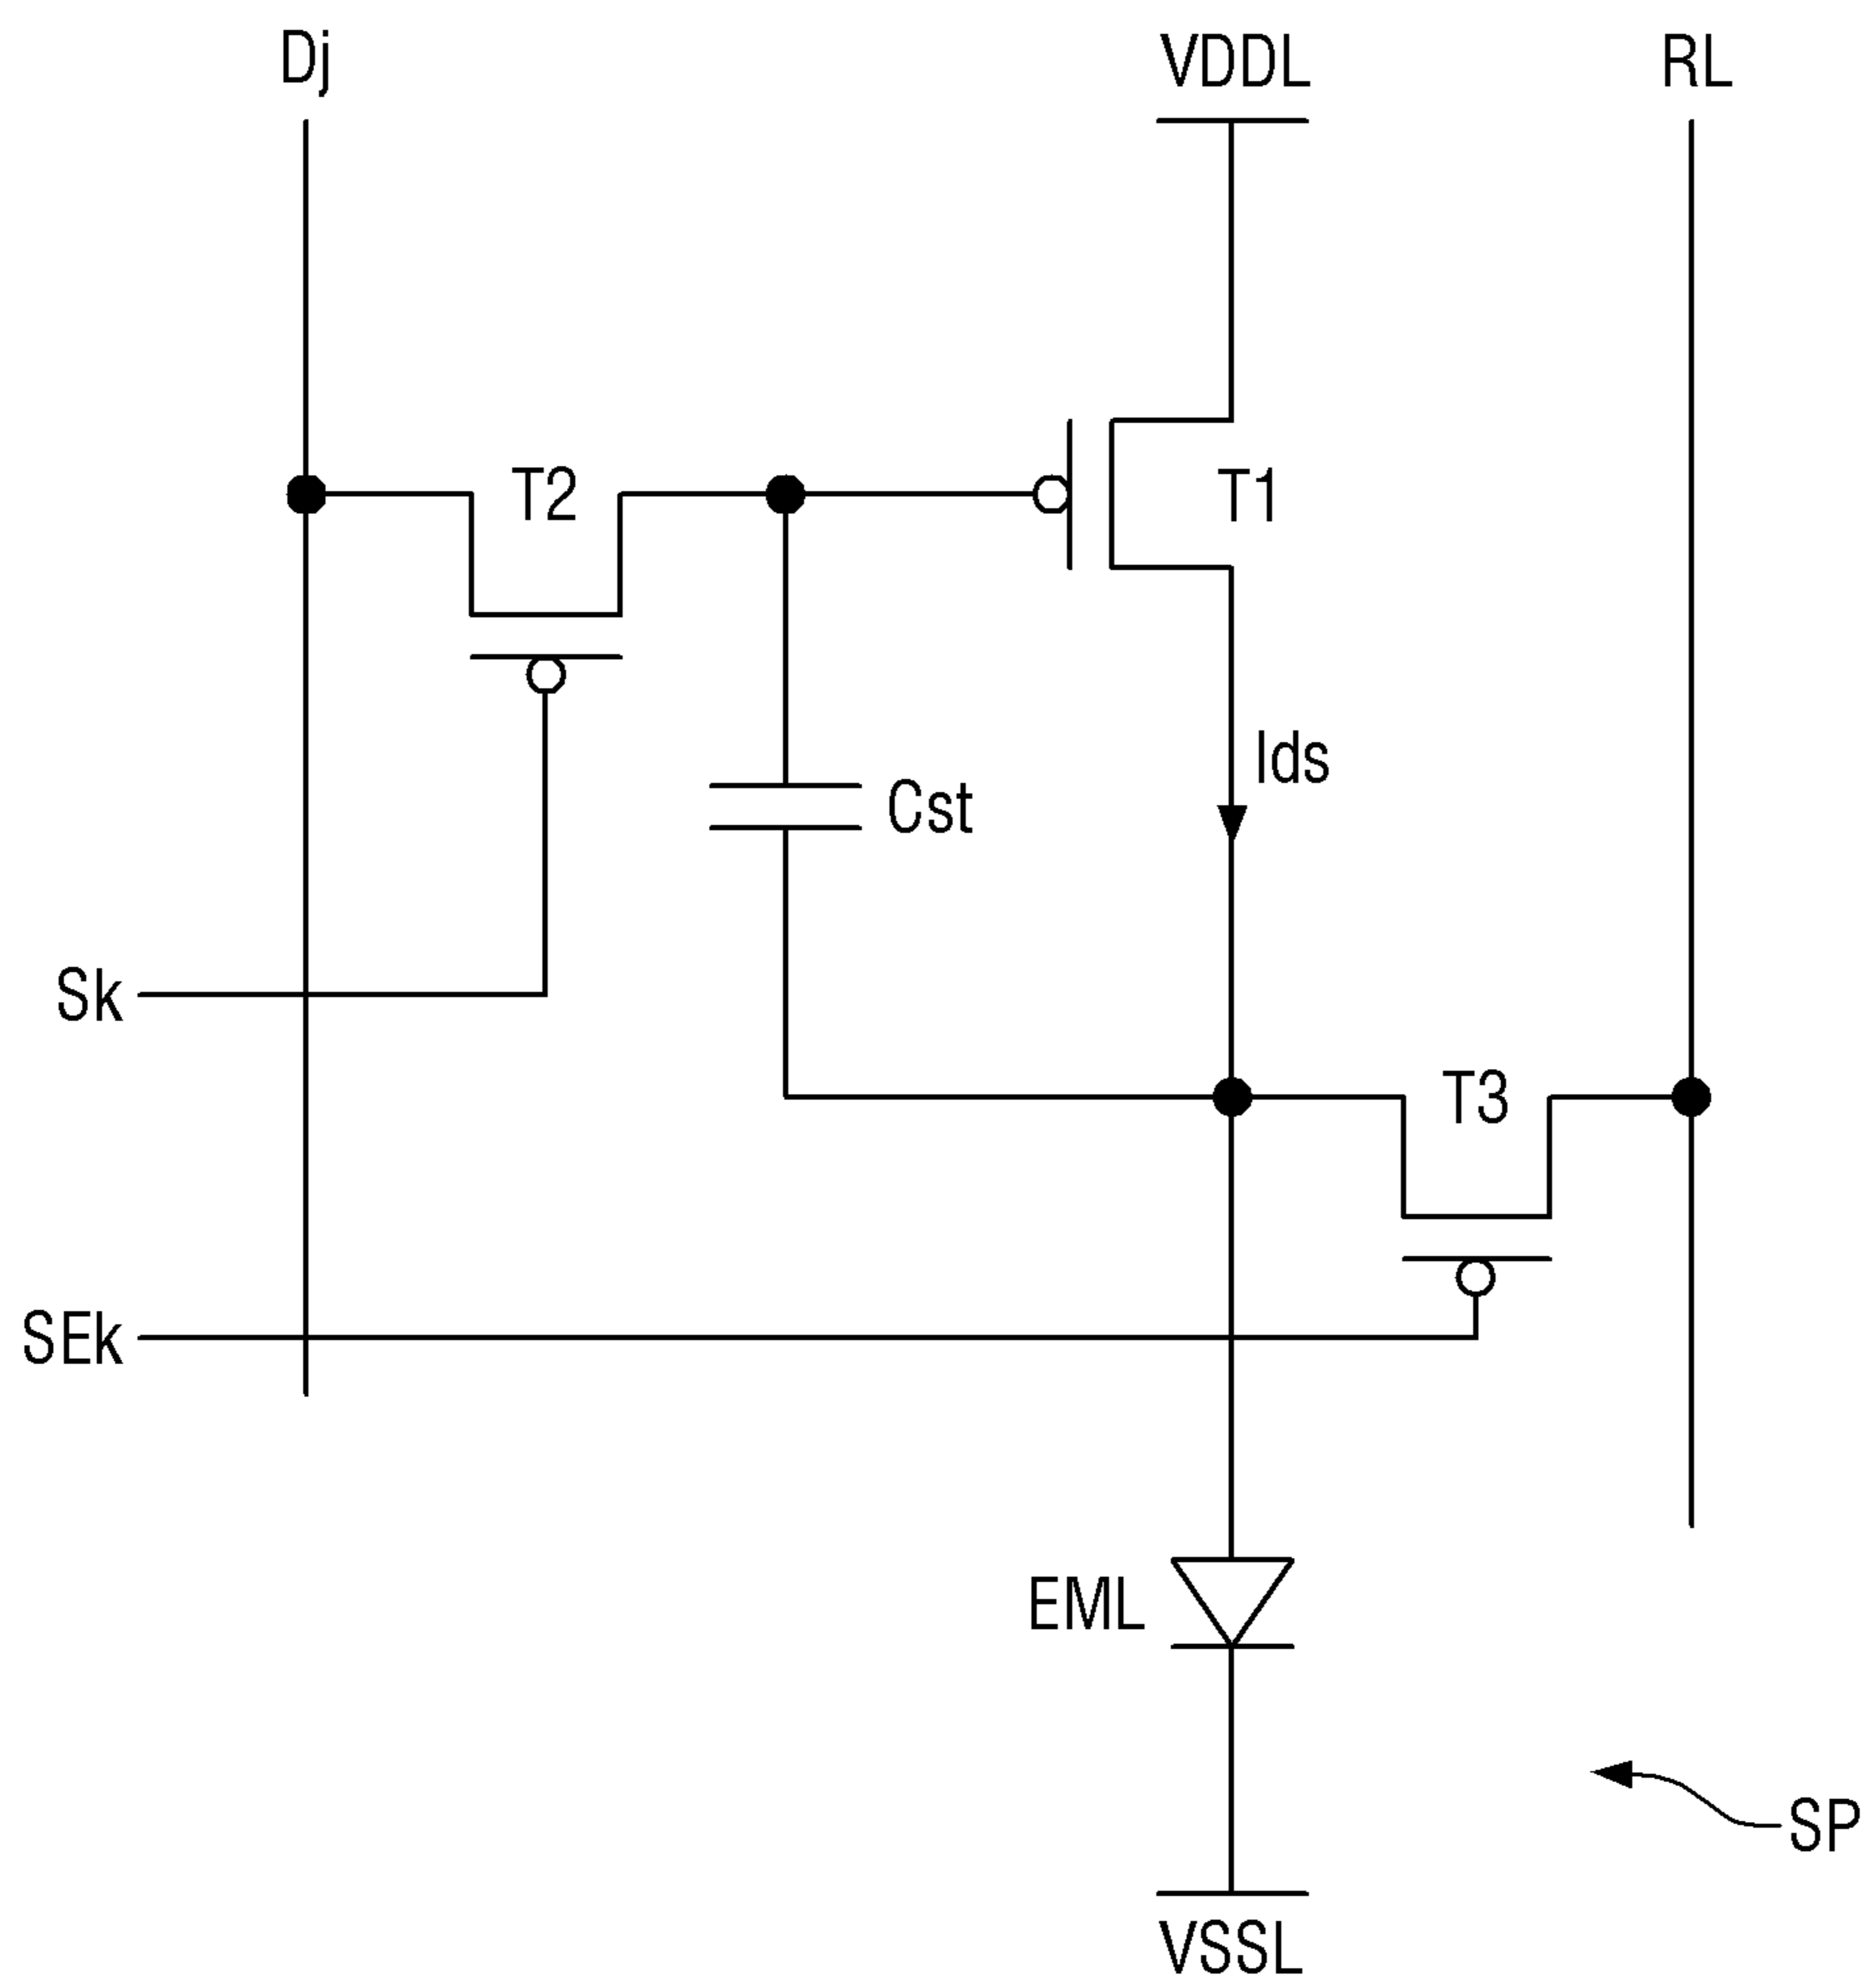 Dj
VDDL
RL
T2
T1
Ids
Cst
Sk
T3
SEk
EML
SP
VSSL